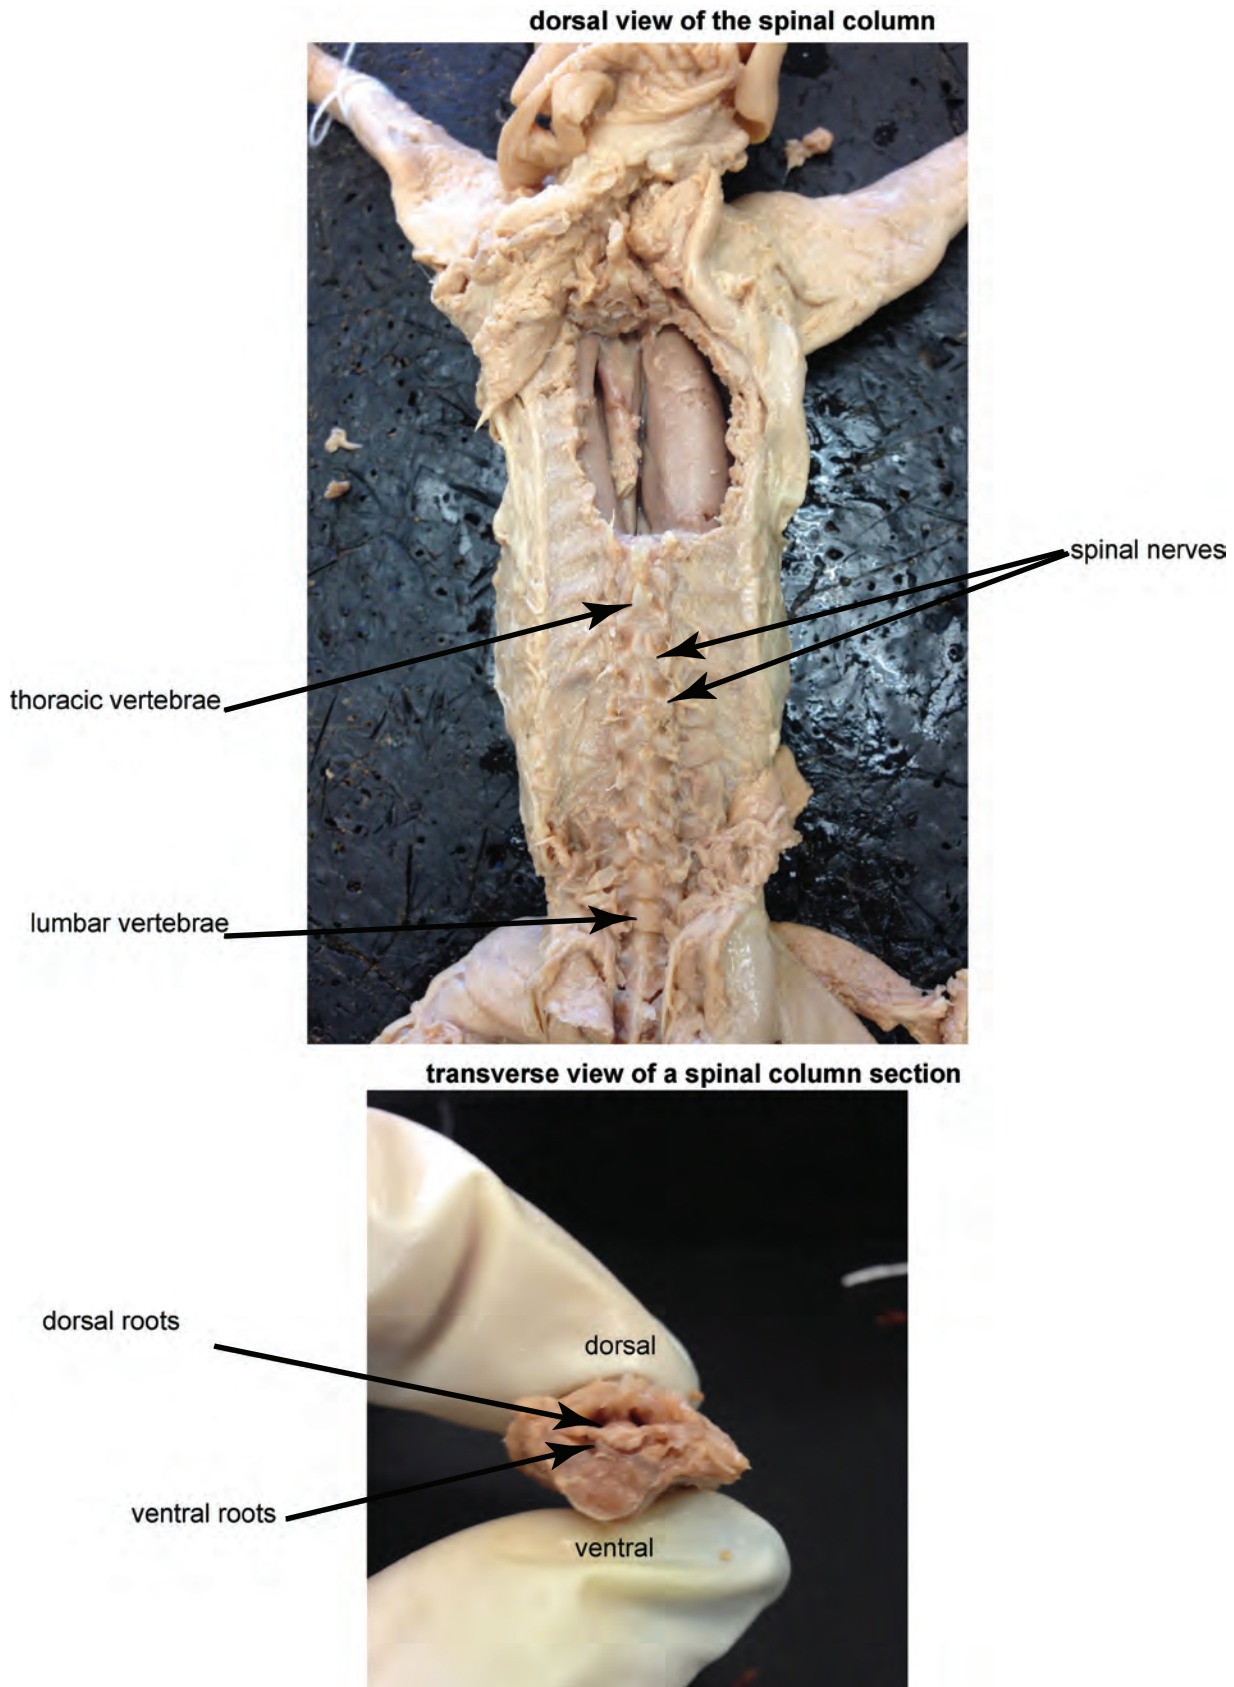 dorsal view of the spinal column
spinal nerves
thoracic vertebrae
lumbar vertebrae
transverse view of a spinal column section
dorsal roots
dorsal
ventral roots
ventral